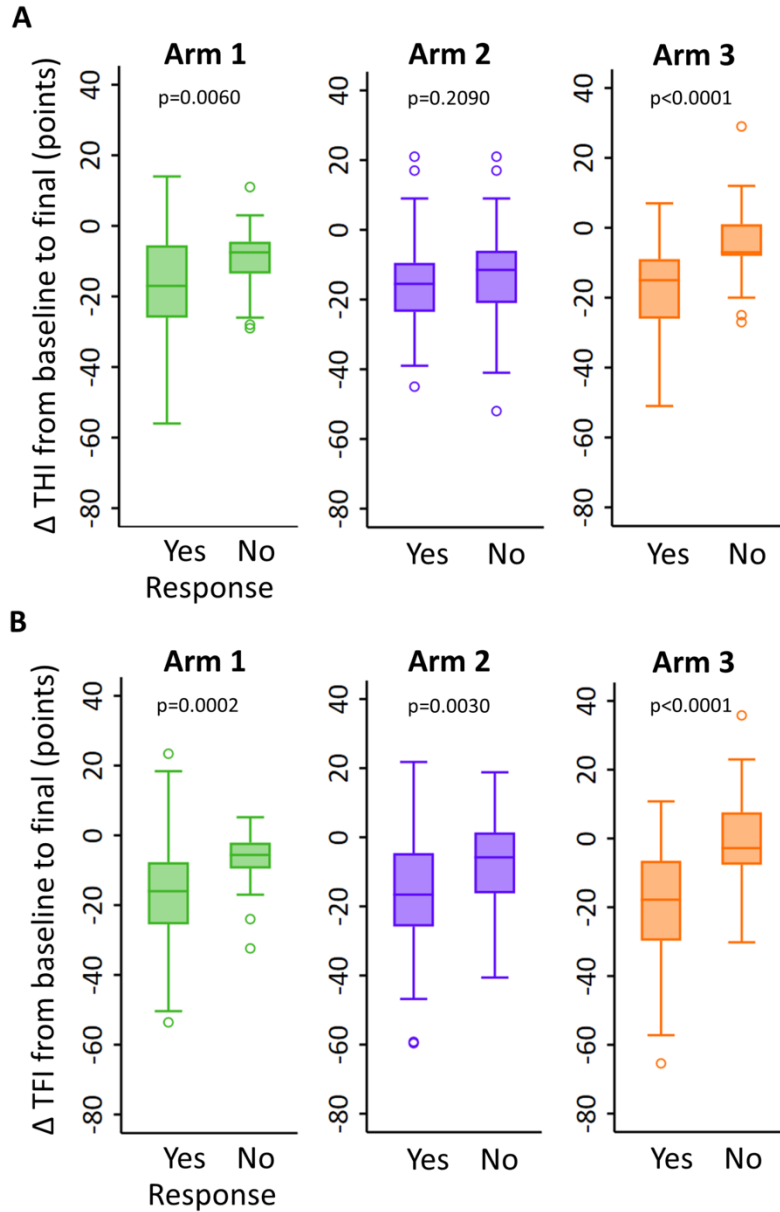 A
Arm 1
Arm 2
Arm 3
p=0.0060
p=0.2090
p<0.0001
Δ THI from baseline to final (points)
40
20
0
-20
-40
-60
-80
40
20
0
-20
-40
-60
-80
40
20
0
-20
-40
-60
-80
Yes No
Yes No
Yes No
Response
B
Arm 1
Arm 2
Arm 3
p=0.0002
p=0.0030
p<0.0001
Δ TFI from baseline to final (points)
40
20
0
-20
-40
-60
-80
40
20
0
-20
-40
-60
-80
40
20
0
-20
-40
-60
-80
Yes No
Yes No
Yes No
Response